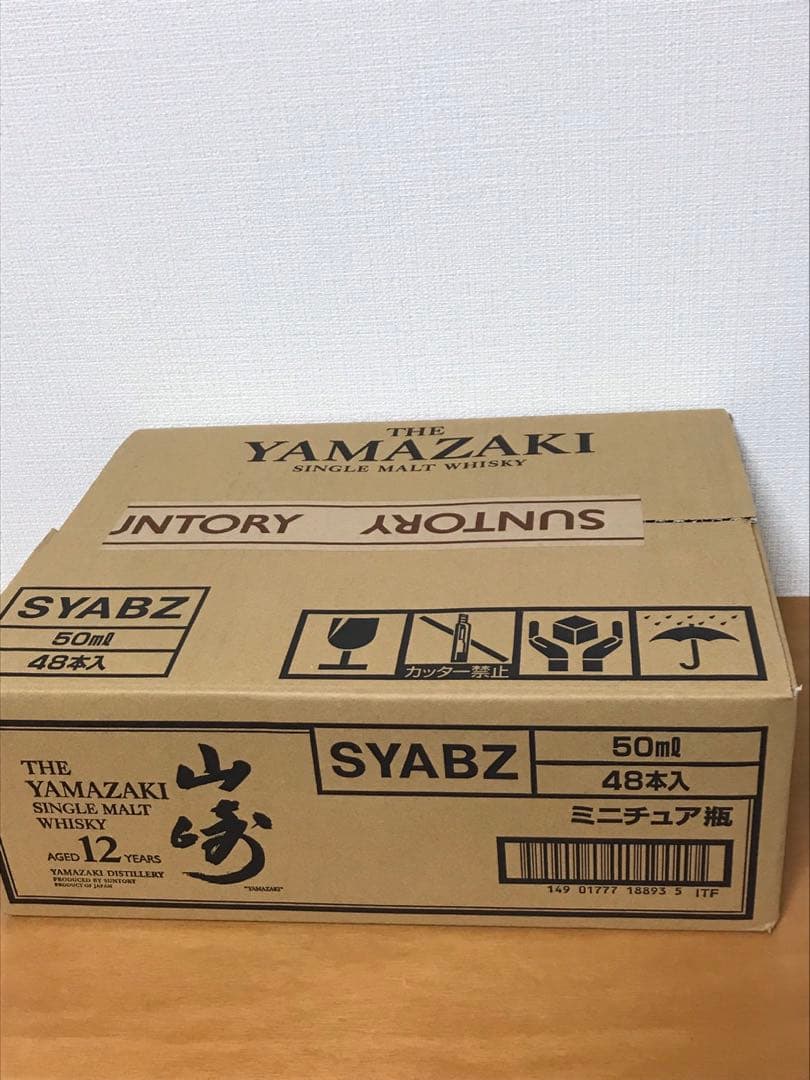 THE
YAMAZAKI
SINGLE MALT WHISKY
UNTORY SUNTORY
SYABZ
50ml
48本入
カッター禁止
THE
YAMAZAKI
SINGLE MALT
WHISKY
AGED 12 YEARS
YAMAZAKI DISTILLERY
PRODUCED BY SUNTORY
PRODUCT OF JAPAN
山崎
"YAMAZAKI"
SYABZ
50ml
48本入
ミニチュア瓶
149 01777 18893 5 ITF